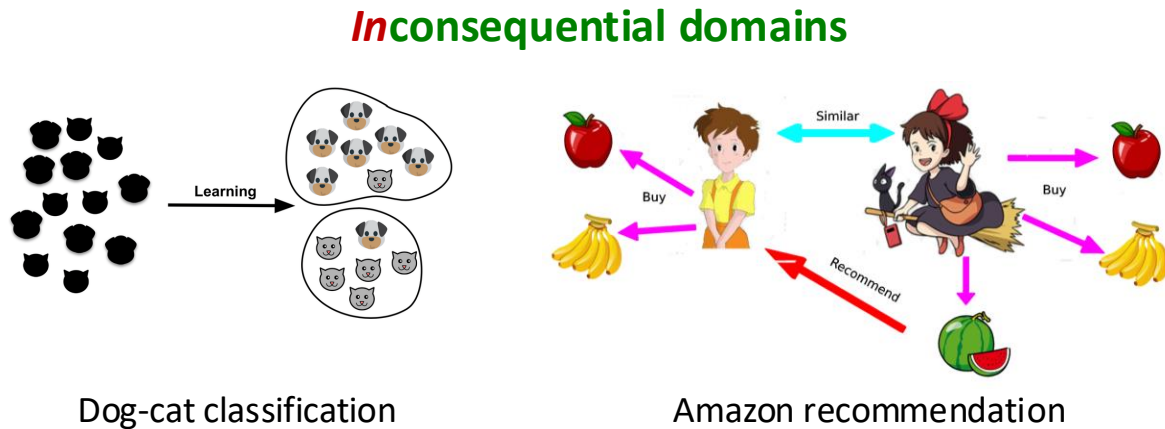 Inconsequential domains
Learning
Similar
Buy
Buy
Recommend
Dog-cat classification
Amazon recommendation